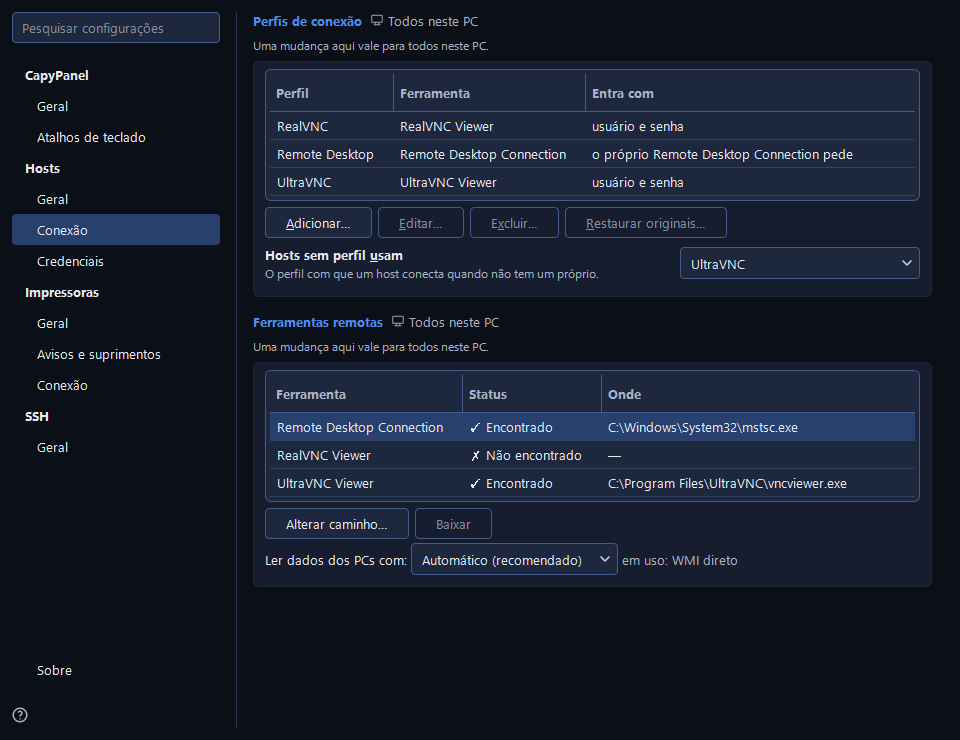 Pesquisar configurações
CapyPanel
Geral
Atalhos de teclado
Hosts
Geral
Conexão
Credenciais
Impressoras
Geral
Avisos e suprimentos
Conexão
SSH
Geral
Sobre
Perfis de conexão Todos neste PC
Uma mudança aqui vale para todos neste PC.
Perfil Ferramenta Entra com
RealVNC RealVNC Viewer usuário e senha
Remote Desktop Remote Desktop Connection o próprio Remote Desktop Connection pede
UltraVNC UltraVNC Viewer usuário e senha
Adicionar... Editar... Excluir... Restaurar originais...
Hosts sem perfil usam
O perfil com que um host conecta quando não tem um próprio.
UltraVNC
Ferramentas remotas Todos neste PC
Uma mudança aqui vale para todos neste PC.
Ferramenta Status Onde
Remote Desktop Connection ✓ Encontrado C:\Windows\System32\mstsc.exe
RealVNC Viewer ✗ Não encontrado —
UltraVNC Viewer ✓ Encontrado C:\Program Files\UltraVNC\vncviewer.exe
Alterar caminho... Baixar
Ler dados dos PCs com: Automático (recomendado) em uso: WMI direto